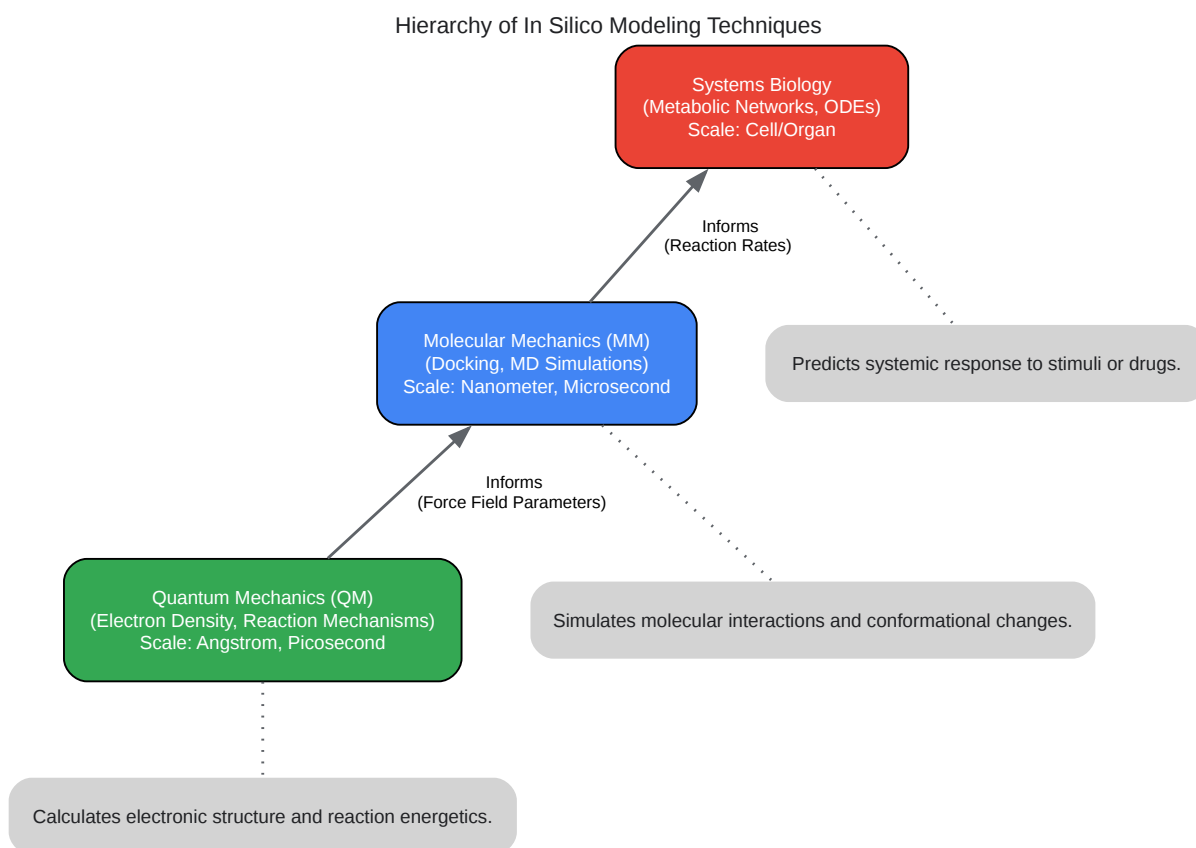 Hierarchy of In Silico Modeling Techniques
Systems Biology
(Metabolic Networks, ODEs)
Scale: Cell/Organ
Informs
(Reaction Rates)
Molecular Mechanics (MM)
(Docking, MD Simulations)
Scale: Nanometer, Microsecond
Predicts systemic response to stimuli or drugs.
Informs
(Force Field Parameters)
Quantum Mechanics (QM)
(Electron Density, Reaction Mechanisms)
Scale: Angstrom, Picosecond
Simulates molecular interactions and conformational changes.
Calculates electronic structure and reaction energetics.